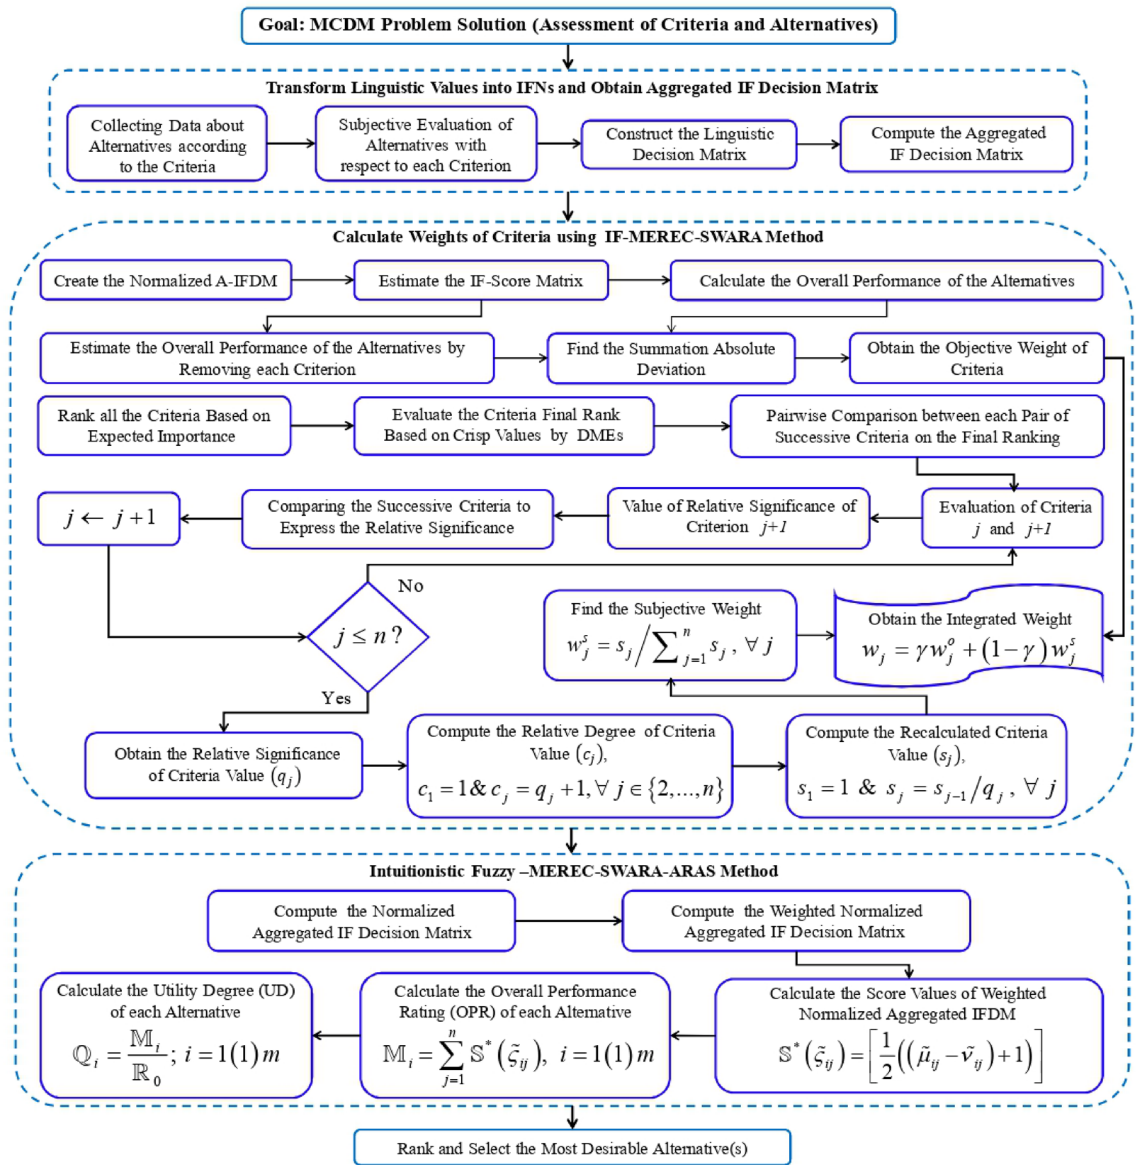 Goal: MCDM Problem Solution (Assessment of Criteria and Alternatives)
Transform Linguistic Values into IFNs and Obtain Aggregated IF Decision Matrix
Collecting Data about
Alternatives according
to the Criteria
Subjective Evaluation of
Alternatives with
respect to each Criterion
Construct the Linguistic
Decision Matrix
Compute the Aggregated
IF Decision Matrix
Calculate Weights of Criteria using IF-MEREC-SWARA Method
Create the Normalized A-IFDM
Estimate the IF-Score Matrix
Calculate the Overall Performance of the Alternatives
Estimate the Overall Performance of the Alternatives by
Removing each Criterion
Find the Summation Absolute
Deviation
Obtain the Objective Weight of
Criteria
Rank all the Criteria Based on
Expected Importance
Evaluate the Criteria Final Rank
Based on Crisp Values by DMEs
Pairwise Comparison between each Pair of
Successive Criteria on the Final Ranking
Evaluation of Criteria
j and j+1
Value of Relative Significance of
Criterion j+1
Comparing the Successive Criteria to
Express the Relative Significance
j ← j + 1
No
j ≤ n ?
Yes
Find the Subjective Weight
w_j^s = s_j / ∑_{j=1}^n s_j , ∀ j
Obtain the Integrated Weight
w_j = γ w_j^o + (1−γ) w_j^s
Obtain the Relative Significance
of Criteria Value (q_j)
Compute the Relative Degree of Criteria
Value (c_j),
c_1 = 1 & c_j = q_j + 1, ∀ j ∈ {2,...,n}
Compute the Recalculated Criteria
Value (s_j),
s_1 = 1 & s_j = s_{j−1}/q_j , ∀ j
Intuitionistic Fuzzy –MEREC-SWARA-ARAS Method
Compute the Normalized
Aggregated IF Decision Matrix
Compute the Weighted Normalized
Aggregated IF Decision Matrix
Calculate the Score Values of Weighted
Normalized Aggregated IFDM
𝕊*(ς̃_ij) = [1/2((μ̃_ij − ν̃_ij) + 1)]
Calculate the Overall Performance
Rating (OPR) of each Alternative
𝕄_i = ∑_{j=1}^n 𝕊*(ς̃_ij), i = 1(1) m
Calculate the Utility Degree (UD)
of each Alternative
ℚ_i = 𝕄_i/ℝ_0 ; i = 1(1) m
Rank and Select the Most Desirable Alternative(s)